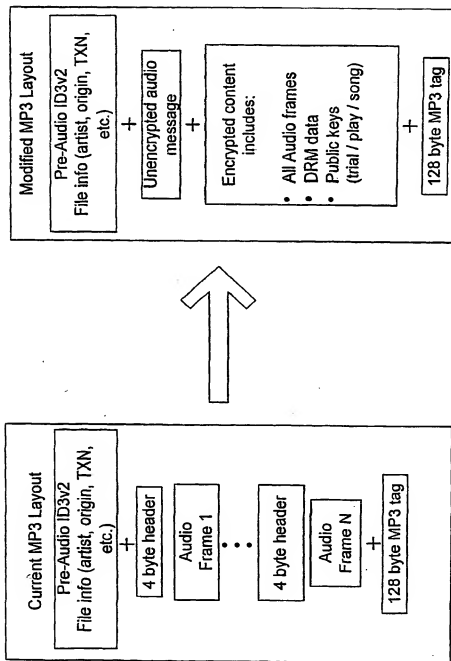 Current MP3 Layout
Pre-Audio ID3v2
File info (artist, origin, TXN,
etc.)
+
4 byte header
Audio
Frame 1
4 byte header
Audio
Frame N
+
128 byte MP3 tag
Modified MP3 Layout
Pre-Audio ID3v2
File info (artist, origin, TXN,
etc.)
+
Unencrypted audio
message
+
Encrypted content
includes:
• All Audio frames
• DRM data
• Public keys
(trial / play / song)
+
128 byte MP3 tag